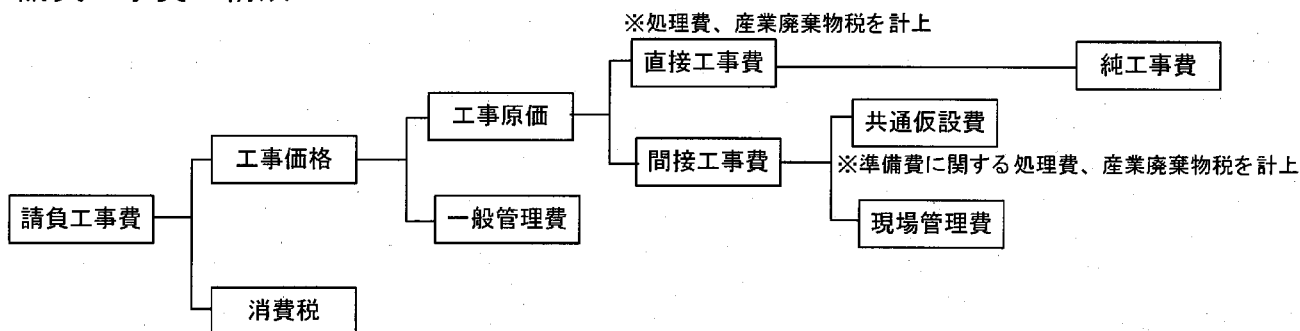 ※処理費、産業廃棄物税を計上
直接工事費
純工事費
工事原価
共通仮設費
工事価格
間接工事費
※準備費に関する処理費、産業廃棄物税を計上
請負工事費
一般管理費
現場管理費
消費税